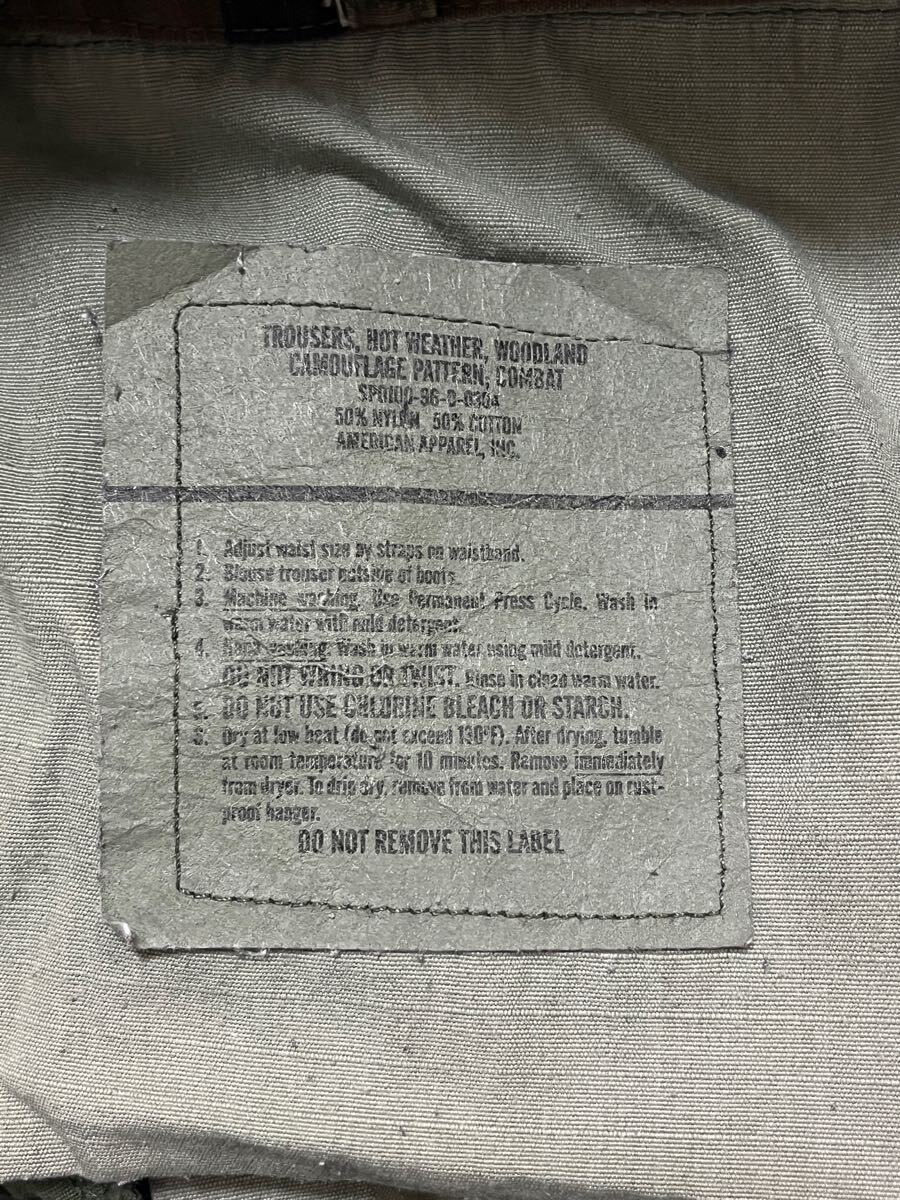 TROUSERS, HOT WEATHER, WOODLAND
CAMOUFLAGE PATTERN, COMBAT
SPO100-96-D-0304
50% NYLON 50% COTTON
AMERICAN APPAREL, INC.
1. Adjust waist size by straps on waistband.
2. Blouse trouser outside of boots
3. Machine washing. Use Permanent Press Cycle. Wash in
warm water with mild detergent.
4. Hand washing: Wash in warm water using mild detergent.
DO NOT WRING OR TWIST. Rinse in clean warm water.
5. DO NOT USE CHLORINE BLEACH OR STARCH.
6. Dry at low heat (do not exceed 130°F). After drying, tumble
at room temperature for 10 minutes. Remove immediately
from dryer. To drip dry, remove from water and place on rust-
proof hanger.
DO NOT REMOVE THIS LABEL